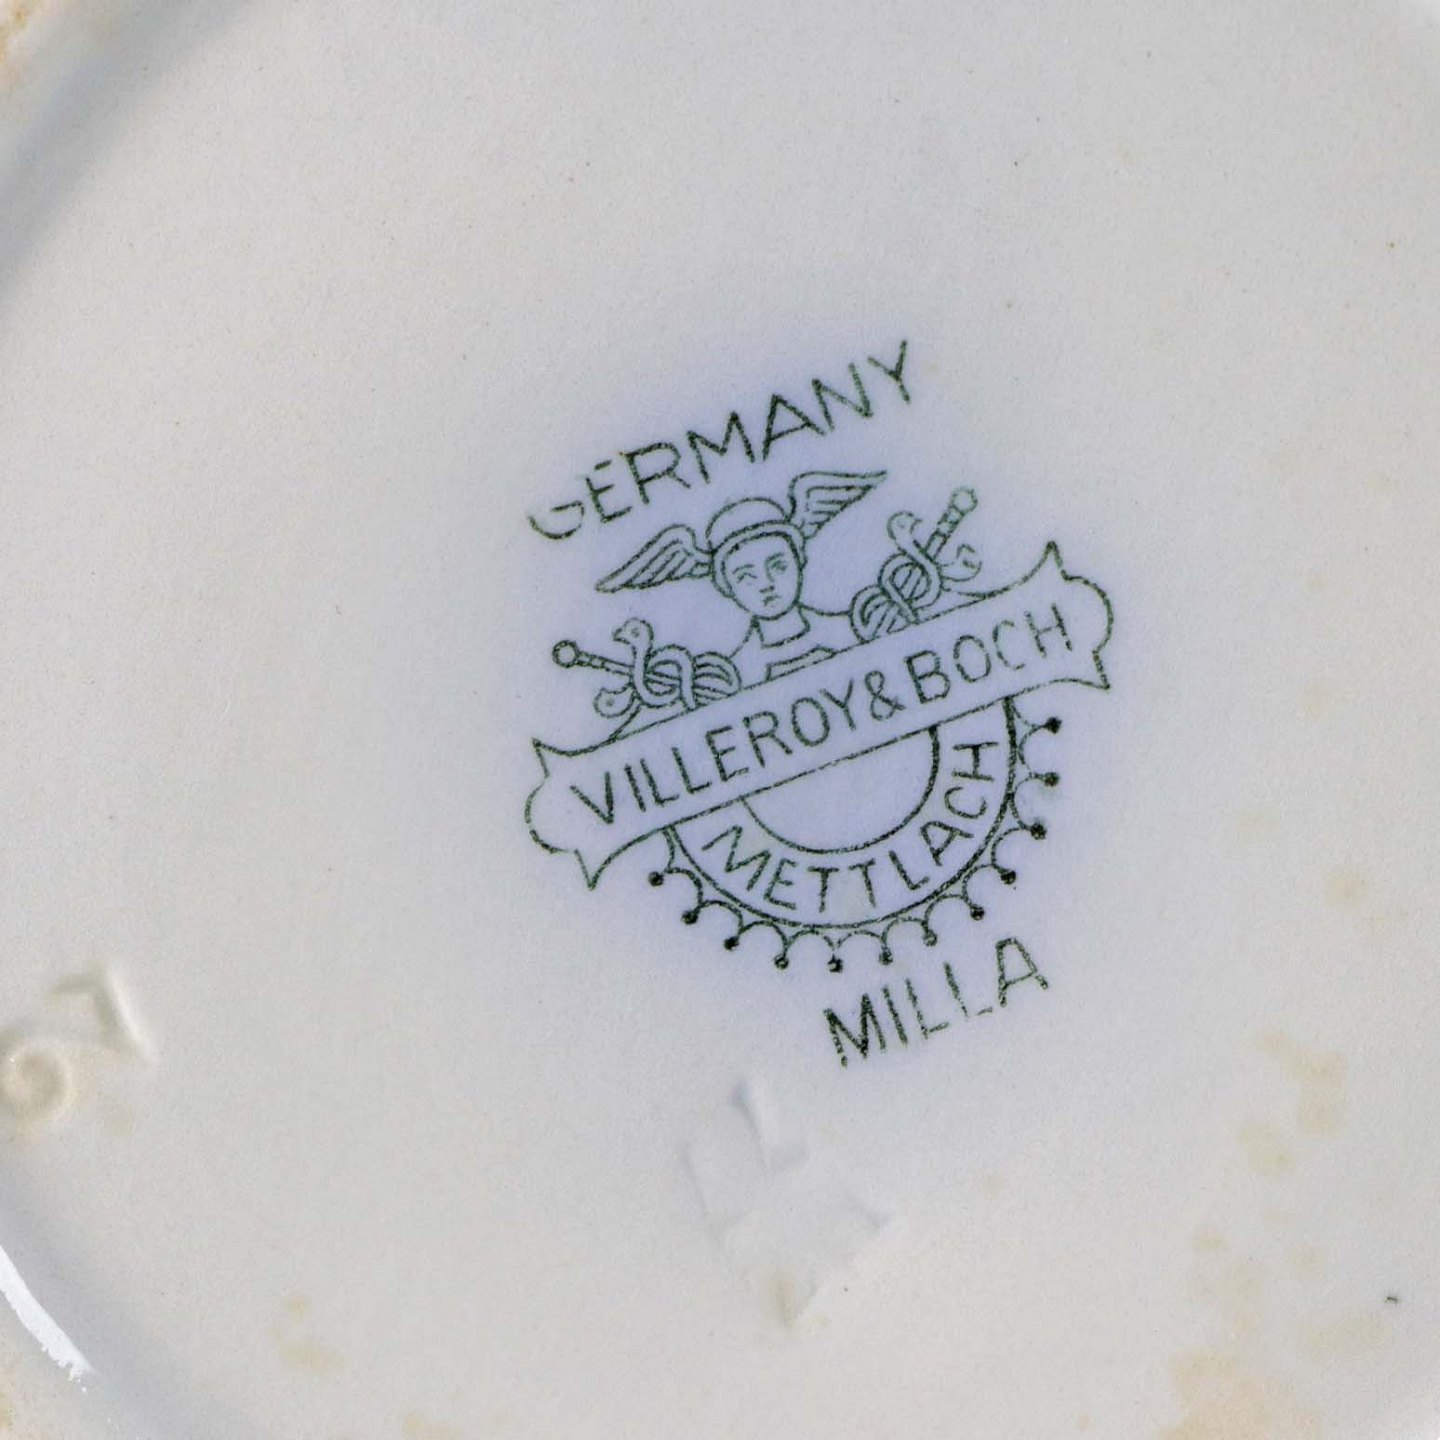 GERMANY
VILLEROY & BOCH
METTLACH
MILLA